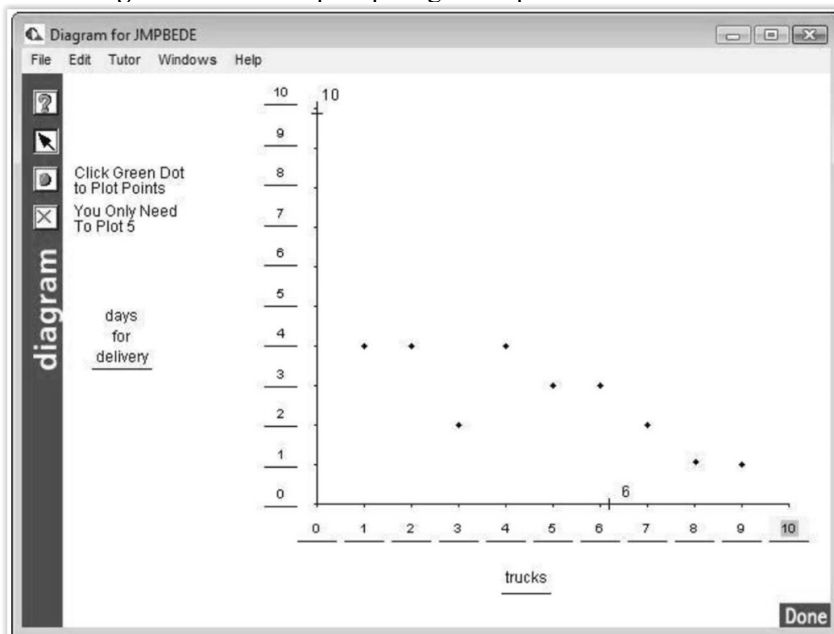 Diagram for JMPBEDE
File Edit Tutor Windows Help
?
Click Green Dot
to Plot Points
You Only Need
To Plot 5
diagram
days
for
delivery
10
9
8
7
6
5
4
3
2
1
0
10
6
0 1 2 3 4 5 6 7 8 9 10
trucks
Done